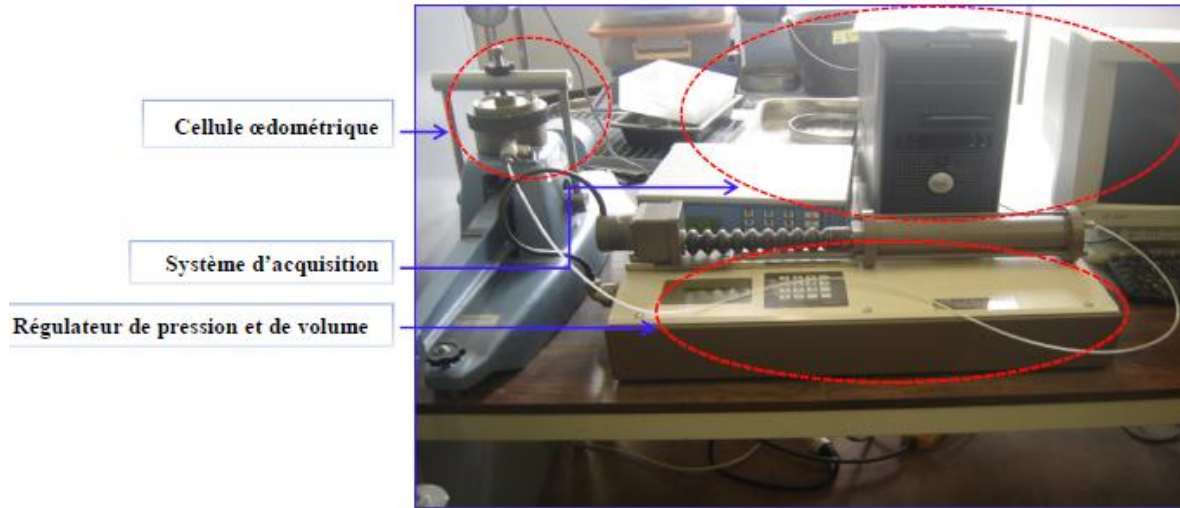 Cellule œdométrique
Système d’acquisition
Régulateur de pression et de volume